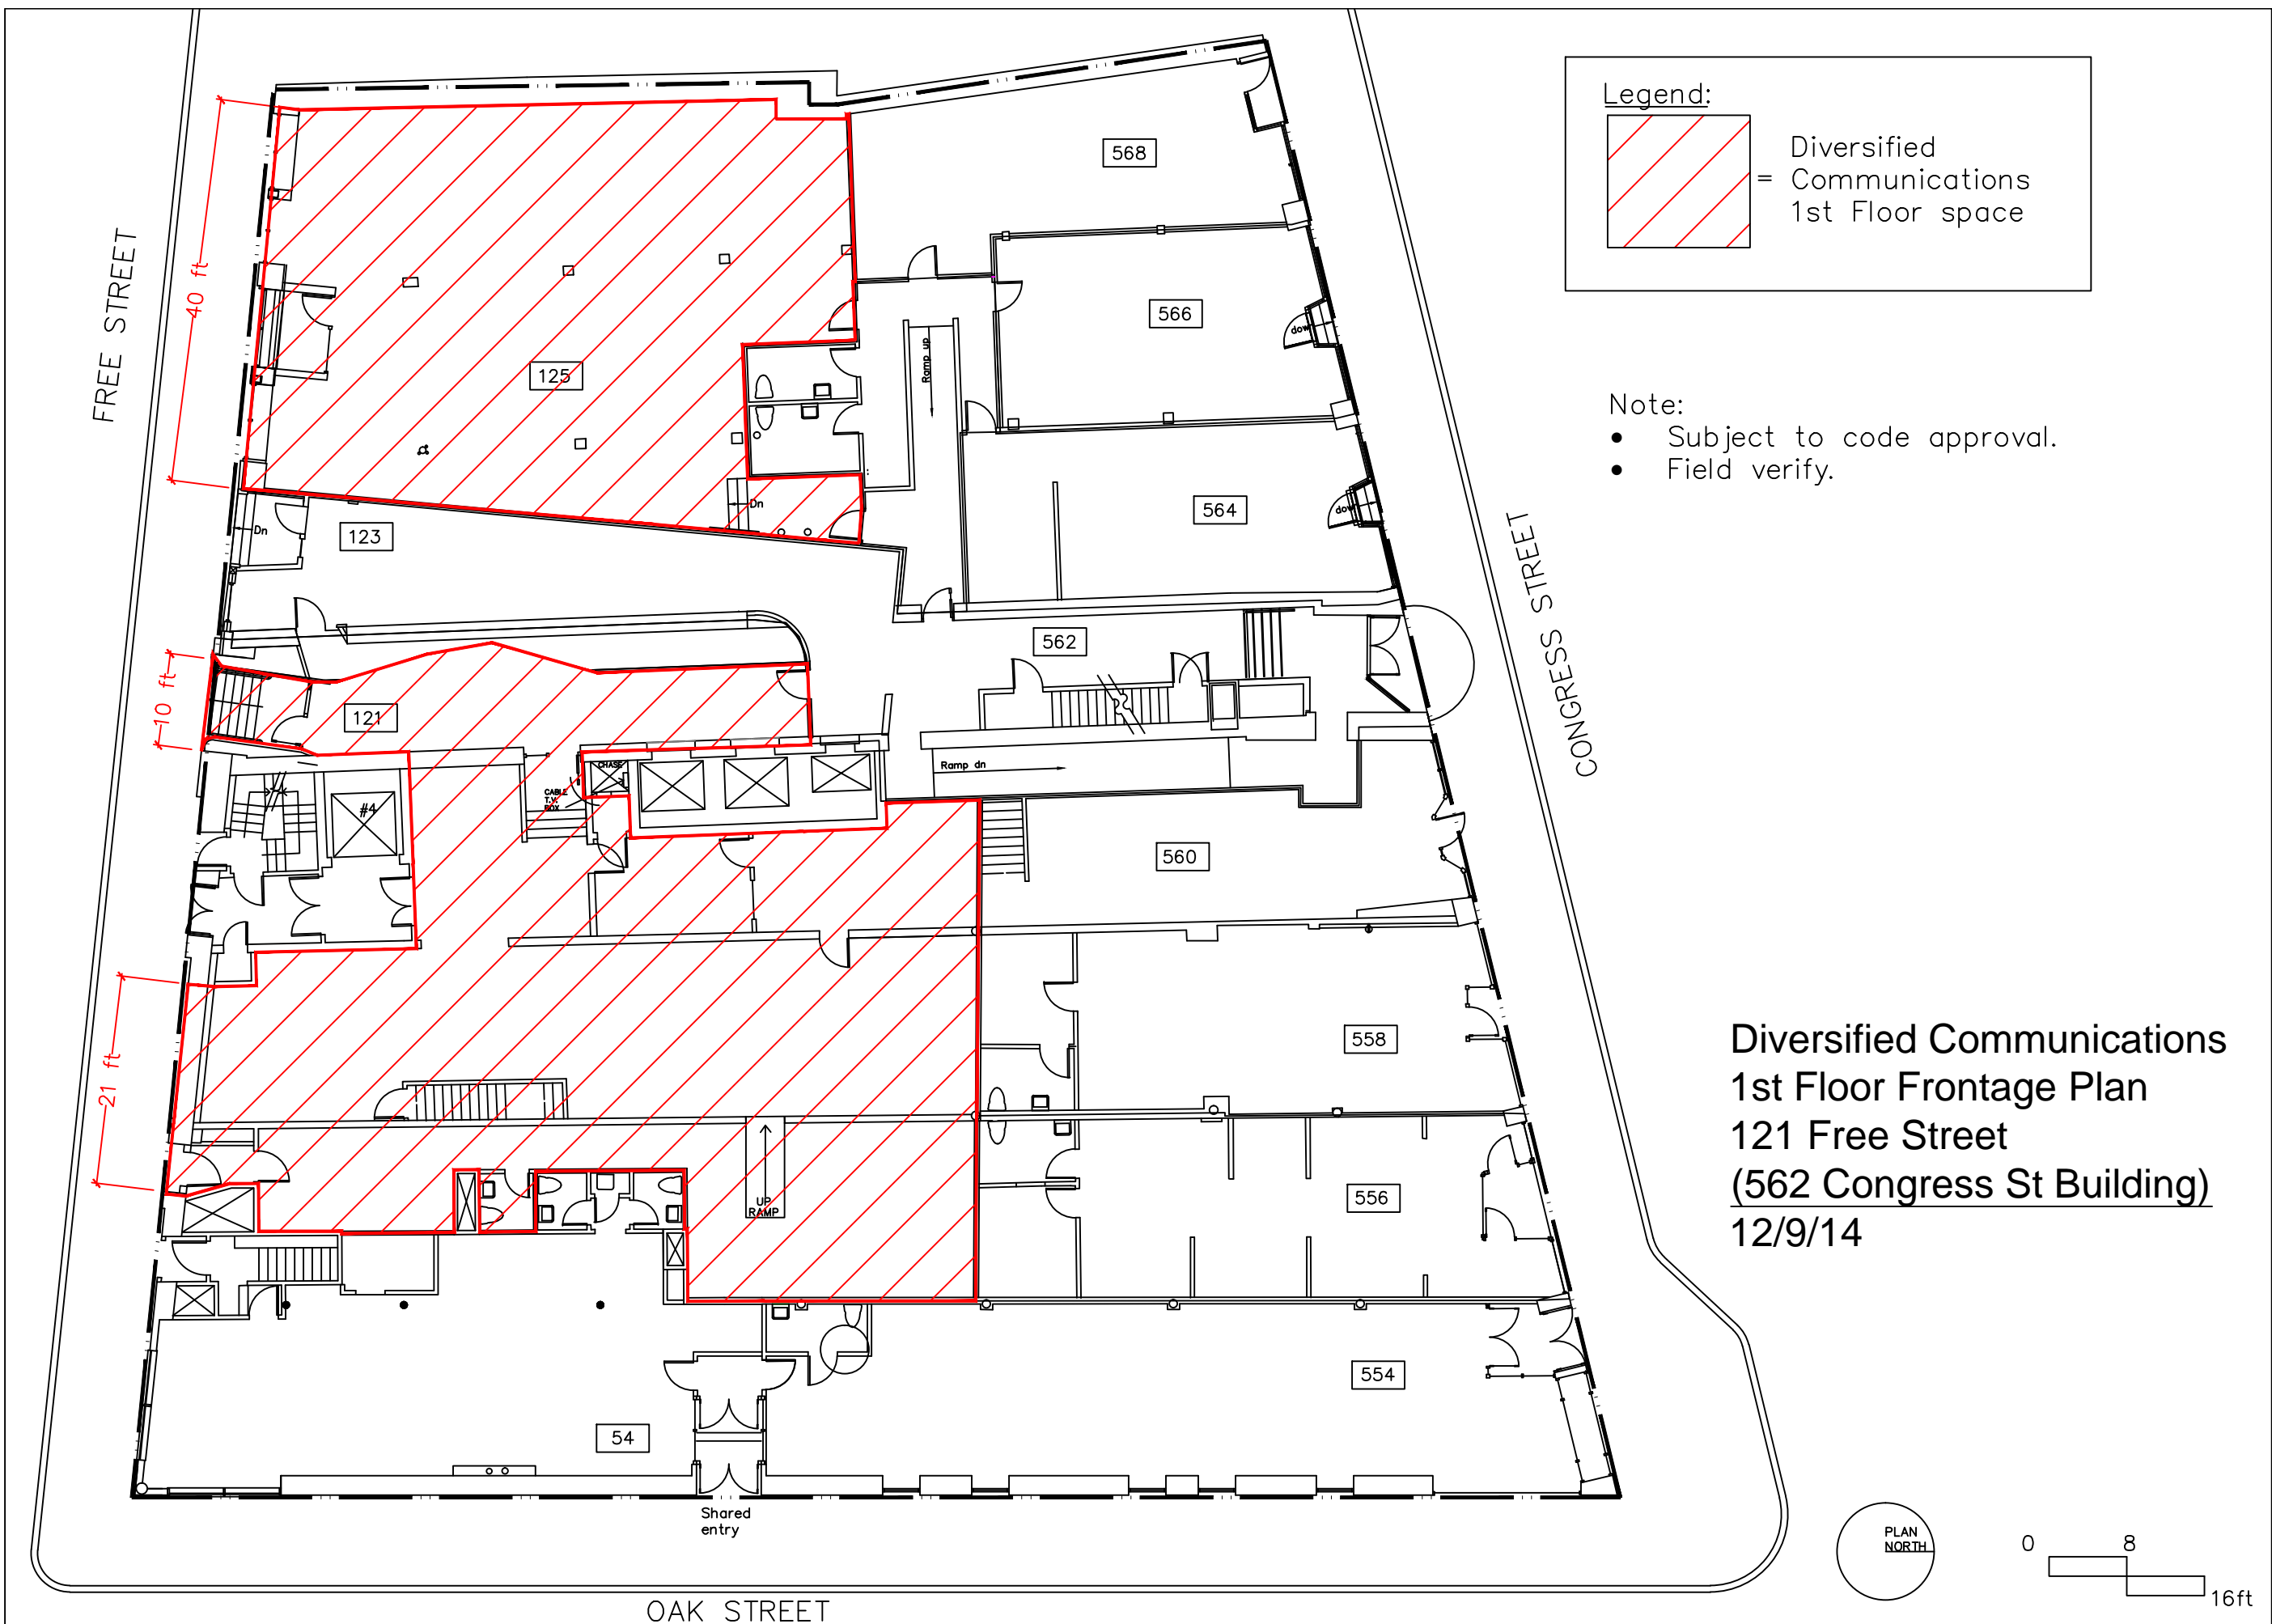 Legend:
Diversified
= Communications
1st Floor space
Note:
• Subject to code approval.
• Field verify.
FREE STREET
40 ft
10 ft
21 ft
568
566
dow
125
Ramp up
564
dow
Dn
Dn
123
562
CONGRESS STREET
121
CHASE
CABLE
T.V.
BOX
Ramp dn
#4
560
558
UP
RAMP
556
554
54
Shared
entry
OAK STREET
Diversified Communications
1st Floor Frontage Plan
121 Free Street
(562 Congress St Building)
12/9/14
PLAN
NORTH
0 8
16ft